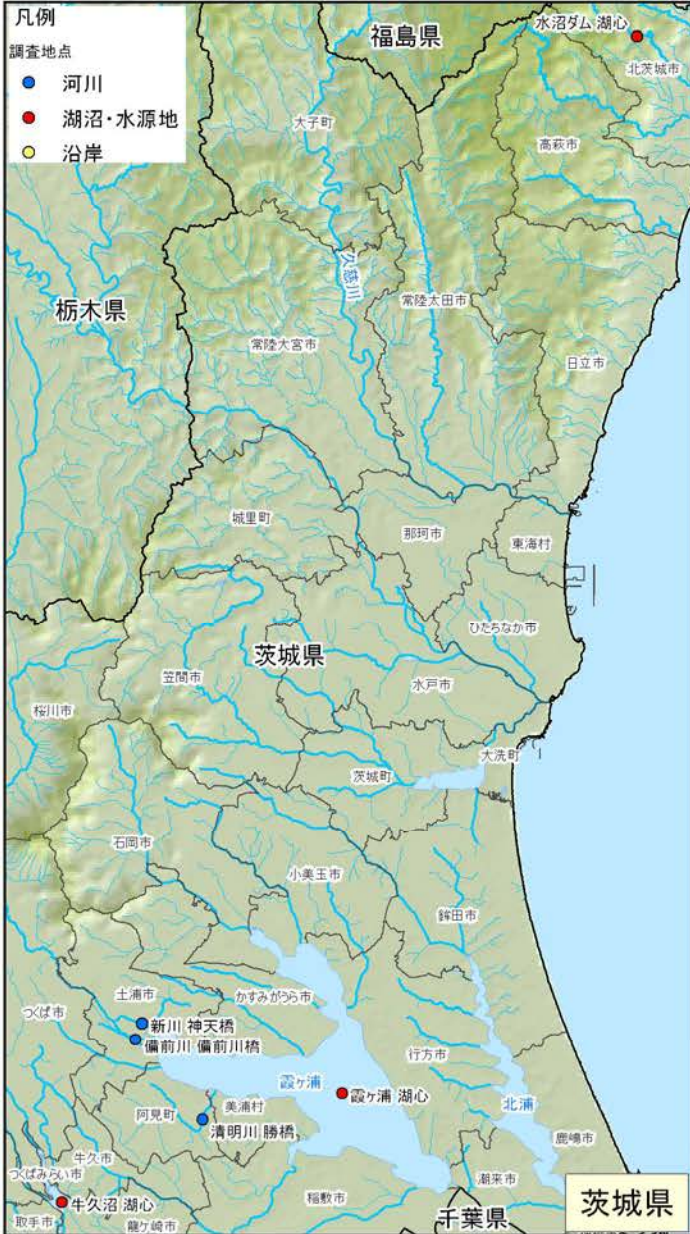 凡例
調査地点
河川
湖沼・水源地
沿岸
福島県
水沼ダム 湖心
北茨城市
大子町
高萩市
久慈川
栃木県
常陸太田市
常陸大宮市
日立市
城里町
那珂市
東海村
ひたちなか市
茨城県
笠間市
水戸市
桜川市
大洗町
茨城町
石岡市
小美玉市
鉾田市
土浦市
かすみがうら市
つくば市
新川 神天橋
備前川 備前川橋
行方市
霞ヶ浦
霞ヶ浦 湖心
北浦
阿見町
美浦村
清明川 勝橋
鹿嶋市
牛久市
つくばみらい市
潮来市
牛久沼 湖心
稲敷市
取手市
龍ケ崎市
千葉県
茨城県